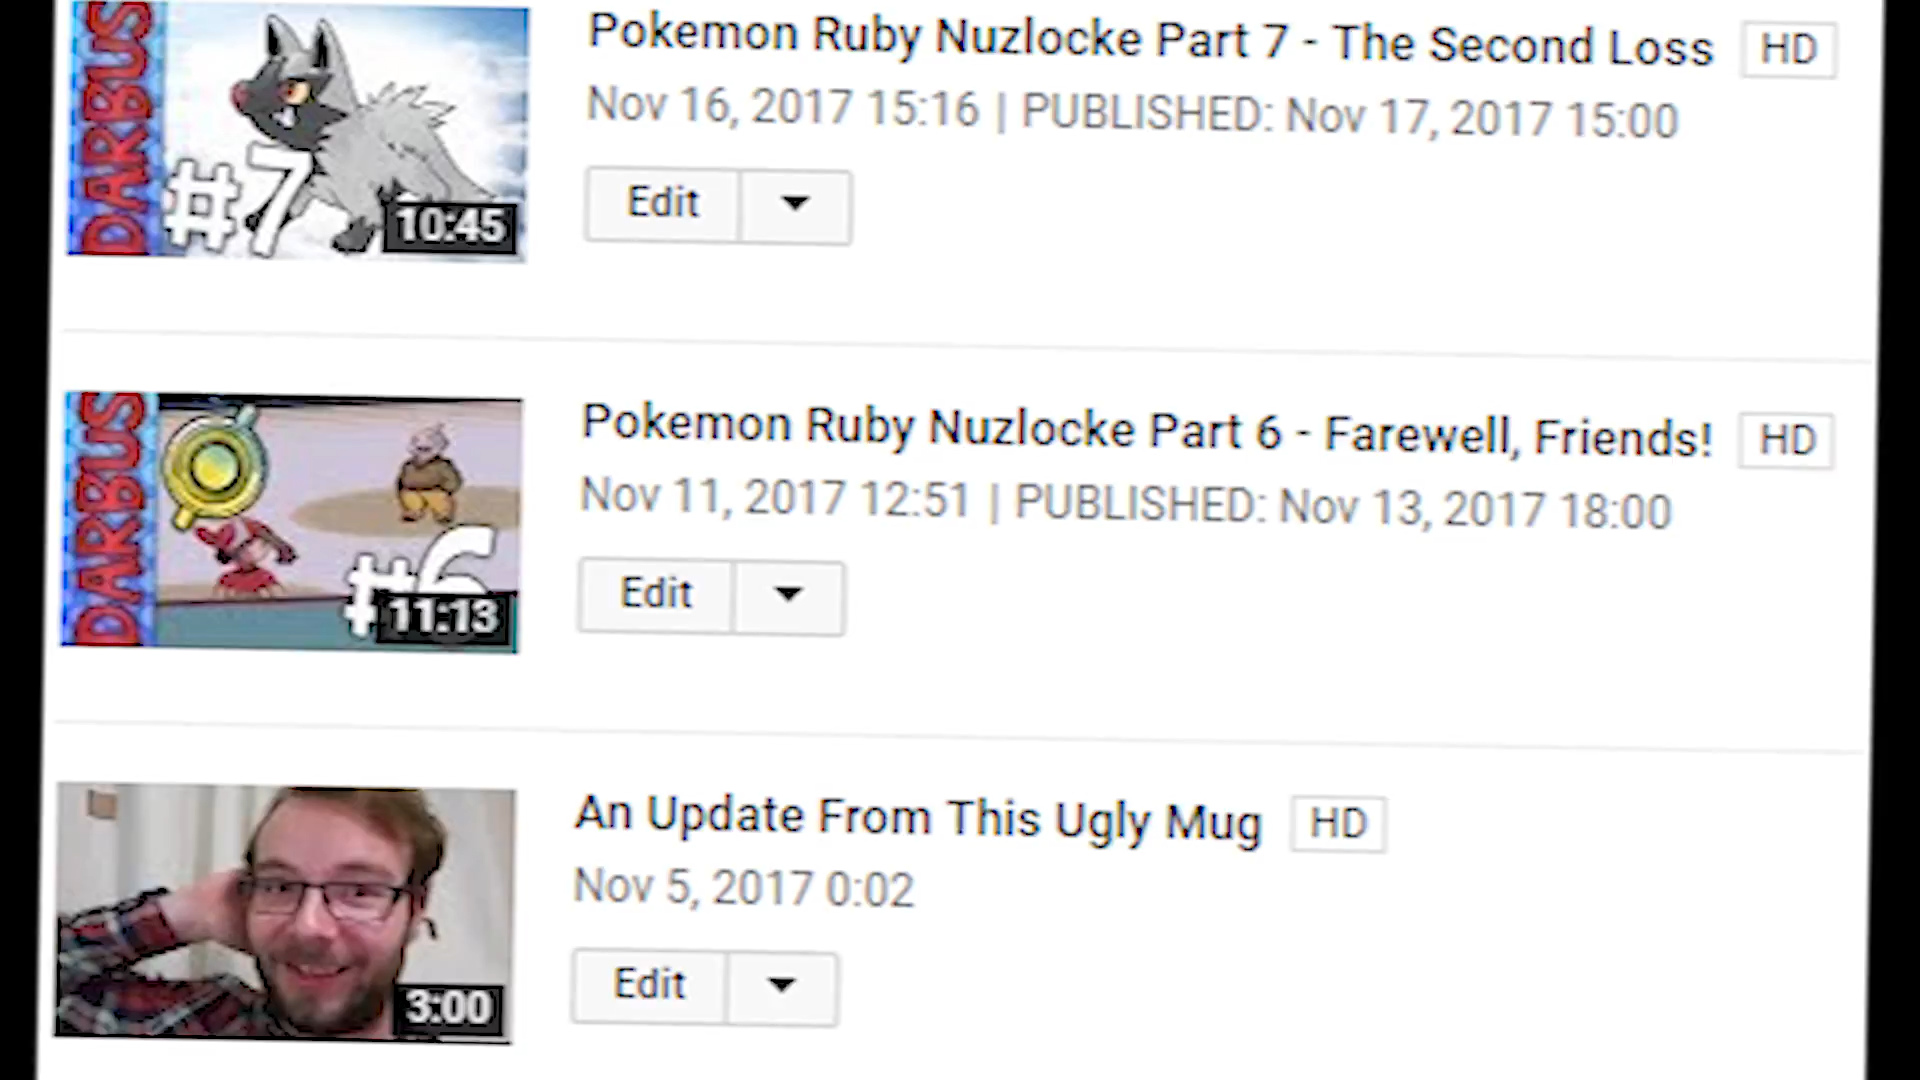 DARBUS
#7
10:45
Pokemon Ruby Nuzlocke Part 7 - The Second Loss HD
Nov 16, 2017 15:16 | PUBLISHED: Nov 17, 2017 15:00
Edit
DARBUS
#6
11:13
Pokemon Ruby Nuzlocke Part 6 - Farewell, Friends! HD
Nov 11, 2017 12:51 | PUBLISHED: Nov 13, 2017 18:00
Edit
3:00
An Update From This Ugly Mug HD
Nov 5, 2017 0:02
Edit